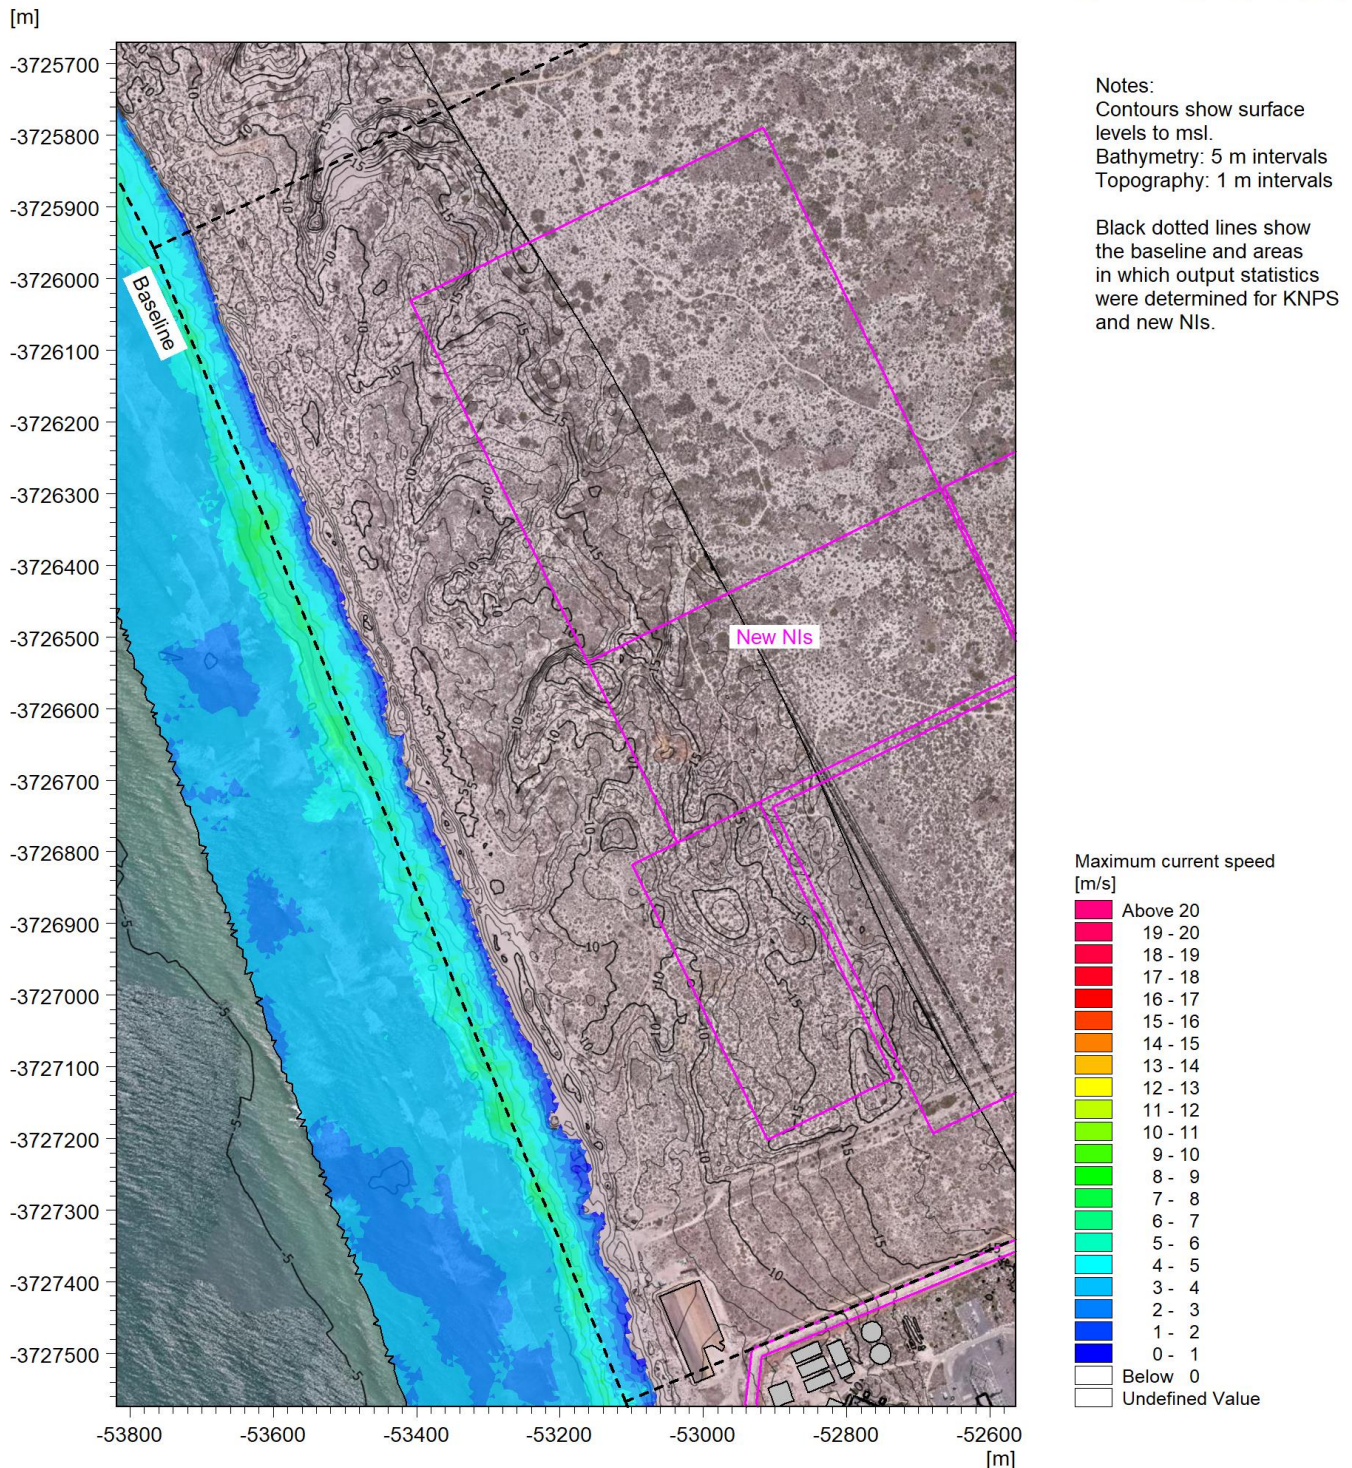 [m]
-3725700
-3725800
-3725900
-3726000
-3726100
-3726200
-3726300
-3726400
-3726500
-3726600
-3726700
-3726800
-3726900
-3727000
-3727100
-3727200
-3727300
-3727400
-3727500
-53800
-53600
-53400
-53200
-53000
-52800
-52600
[m]
Baseline
New NIs
Notes:
Contours show surface
levels to msl.
Bathymetry: 5 m intervals
Topography: 1 m intervals
Black dotted lines show
the baseline and areas
in which output statistics
were determined for KNPS
and new NIs.
Maximum current speed
[m/s]
Above 20
19 - 20
18 - 19
17 - 18
16 - 17
15 - 16
14 - 15
13 - 14
12 - 13
11 - 12
10 - 11
9 - 10
8 - 9
7 - 8
6 - 7
5 - 6
4 - 5
3 - 4
2 - 3
1 - 2
0 - 1
Below 0
Undefined Value